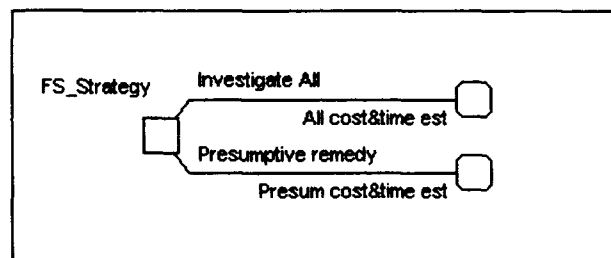 FS_Strategy
Investigate All
All cost&time est
Presumptive remedy
Presum cost&time est